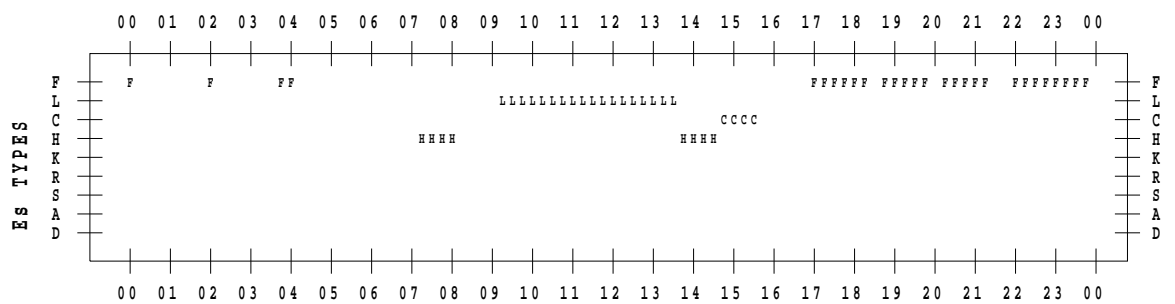 00 01 02 03 04 05 06 07 08 09 10 11 12 13 14 15 16 17 18 19 20 21 22 23 00
Es TYPES
F F F FF FFFFFF FFFFF FFFFF FFFFFFFF F
L LLLLLLLLLLLLLLLLLL L
C CCCC C
H HHHH HHHH H
K K
R R
S S
A A
D D
00 01 02 03 04 05 06 07 08 09 10 11 12 13 14 15 16 17 18 19 20 21 22 23 00